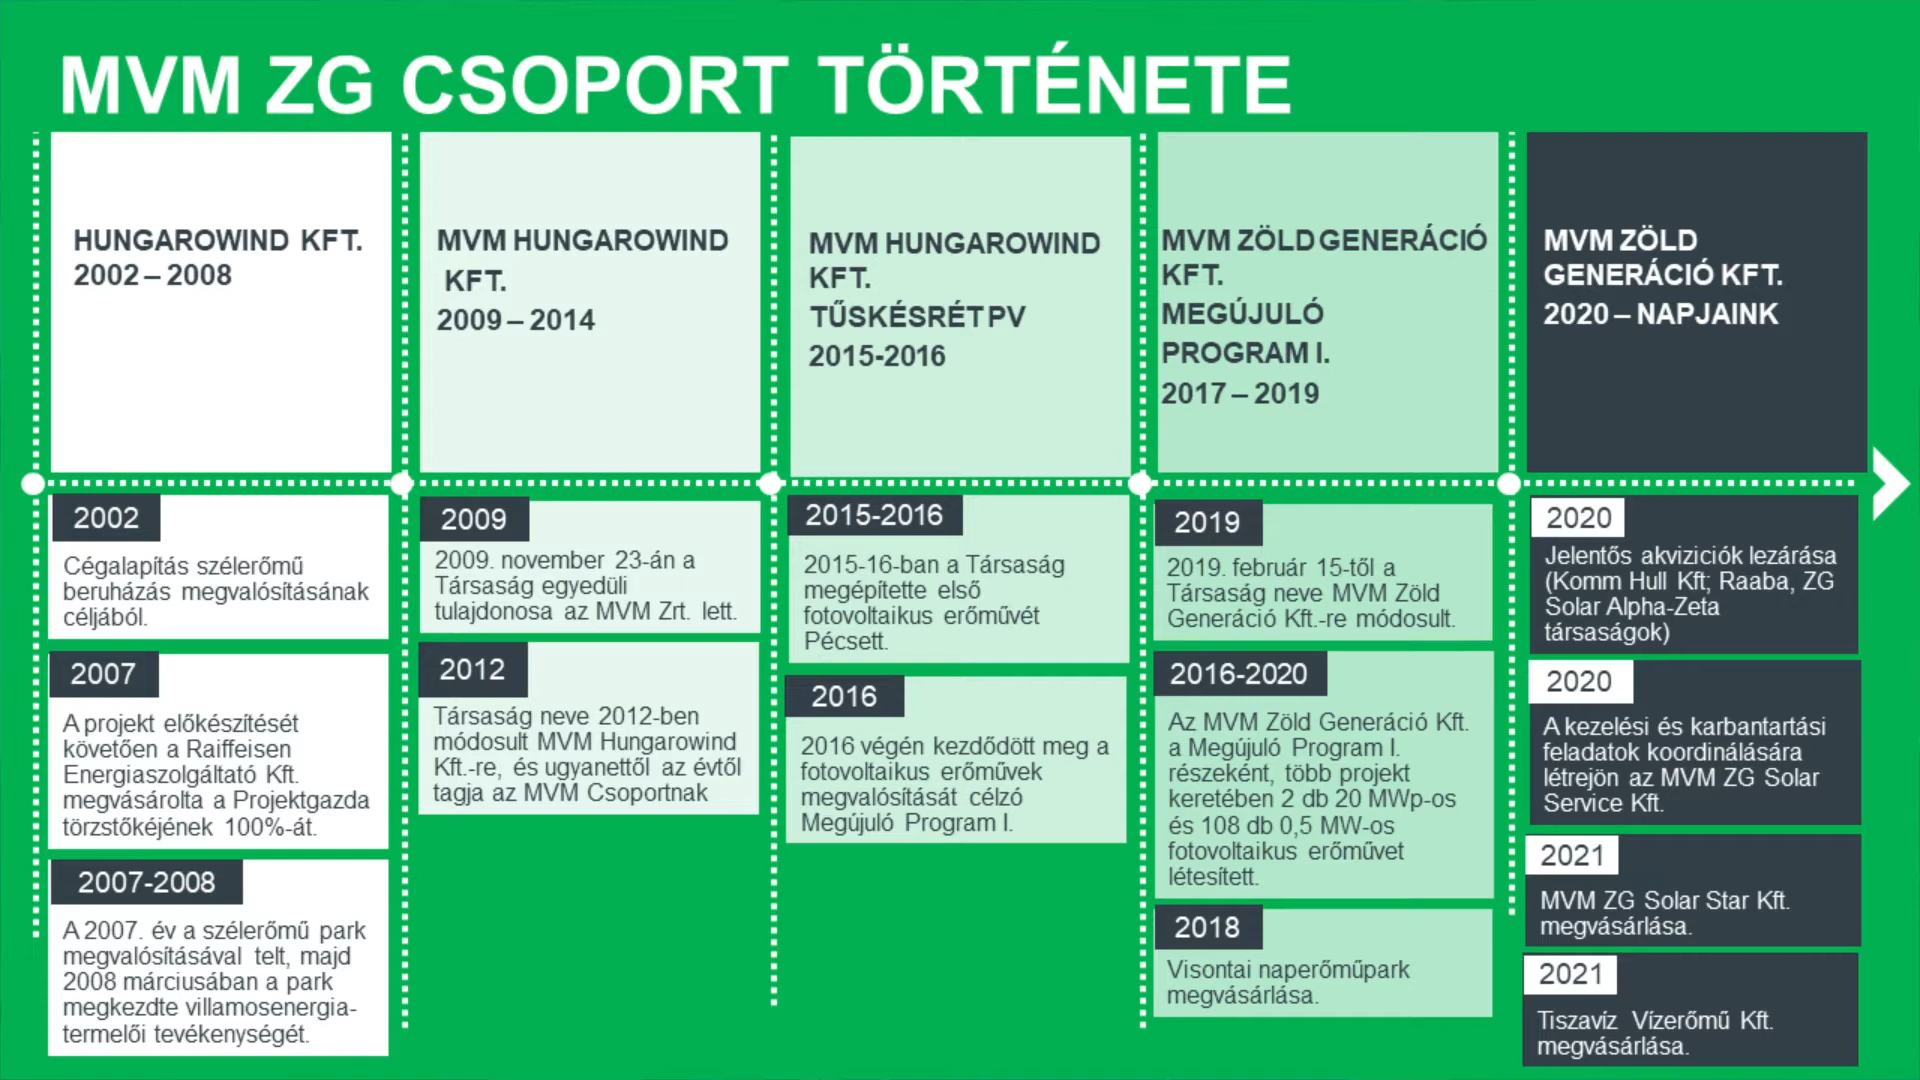 MVM ZG CSOPORT TÖRTÉNETE
HUNGAROWIND KFT.
2002 – 2008
2002
Cégalapítás szélerőmű
beruházás megvalósításának
céljából.
2007
A projekt előkészítését
követően a Raiffeisen
Energiaszolgáltató Kft.
megvásárolta a Projektgazda
törzstőkéjének 100%-át.
2007-2008
A 2007. év a szélerőmű park
megvalósításával telt, majd
2008 márciusában a park
megkezdte villamosenergia-
termelői tevékenységét.
MVM HUNGAROWIND
KFT.
2009 – 2014
2009
2009. november 23-án a
Társaság egyedüli
tulajdonosa az MVM Zrt. lett.
2012
Társaság neve 2012-ben
módosult MVM Hungarowind
Kft.-re, és ugyanettől az évtől
tagja az MVM Csoportnak
MVM HUNGAROWIND
KFT.
TŰSKÉSRÉT PV
2015-2016
2015-2016
2015-16-ban a Társaság
megépítette első
fotovoltaikus erőművét
Pécsett.
2016
2016 végén kezdődött meg a
fotovoltaikus erőművek
megvalósítását célzó
Megújuló Program I.
MVM ZÖLD GENERÁCIÓ
KFT.
MEGÚJULÓ
PROGRAM I.
2017 – 2019
2019
2019. február 15-től a
Társaság neve MVM Zöld
Generáció Kft.-re módosult.
2016-2020
Az MVM Zöld Generáció Kft.
a Megújuló Program I.
részeként, több projekt
keretében 2 db 20 MWp-os
és 108 db 0,5 MW-os
fotovoltaikus erőművet
létesített.
2018
Visontai naperőműpark
megvásárlása.
MVM ZÖLD
GENERÁCIÓ KFT.
2020 – NAPJAINK
2020
Jelentős akviziciók lezárása
(Komm Hull Kft; Raaba, ZG
Solar Alpha-Zeta
társaságok)
2020
A kezelési és karbantartási
feladatok koordinálására
létrejön az MVM ZG Solar
Service Kft.
2021
MVM ZG Solar Star Kft.
megvásárlása.
2021
Tiszavíz Vízerőmű Kft.
megvásárlása.